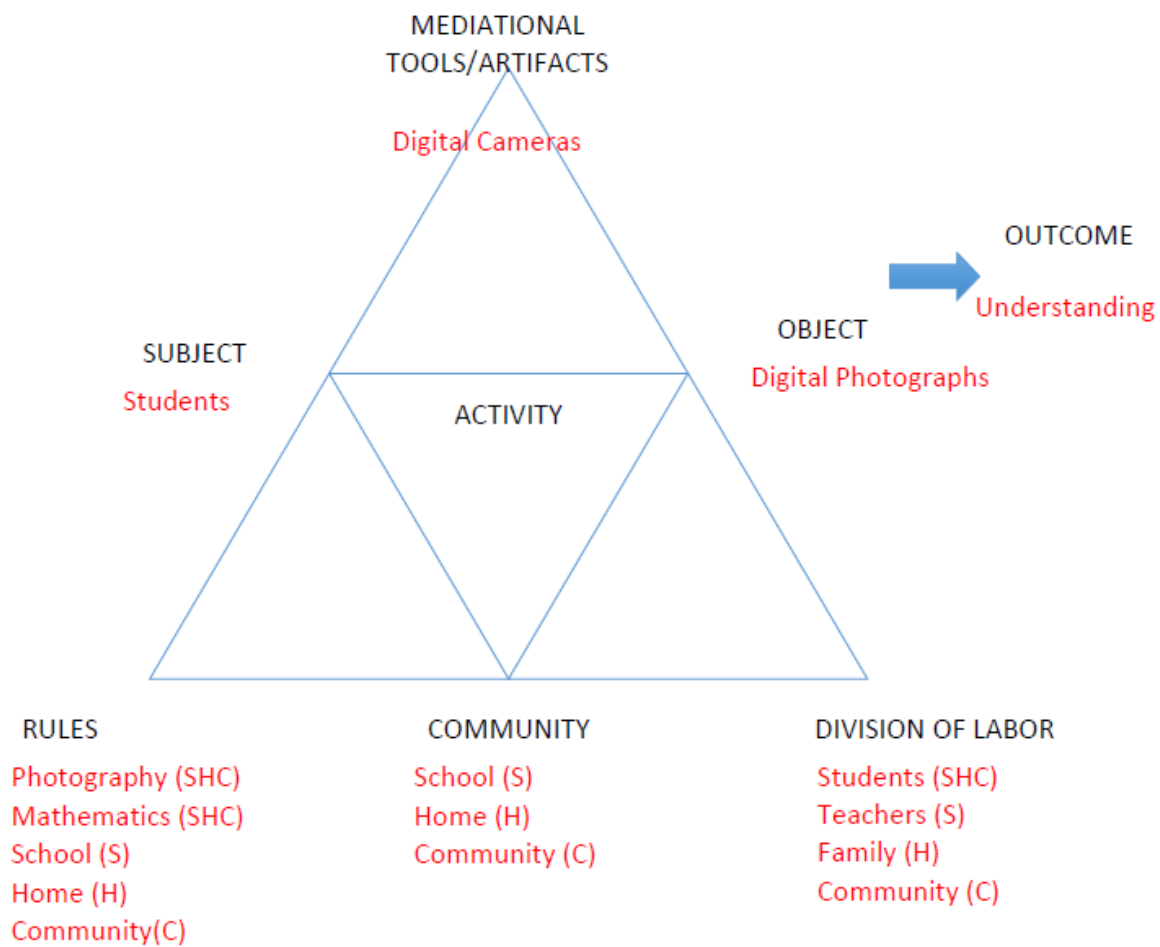 MEDIATIONAL
TOOLS/ARTIFACTS
Digital Cameras
OUTCOME
Understanding
OBJECT
Digital Photographs
SUBJECT
Students
ACTIVITY
RULES
Photography (SHC)
Mathematics (SHC)
School (S)
Home (H)
Community(C)
COMMUNITY
School (S)
Home (H)
Community (C)
DIVISION OF LABOR
Students (SHC)
Teachers (S)
Family (H)
Community (C)